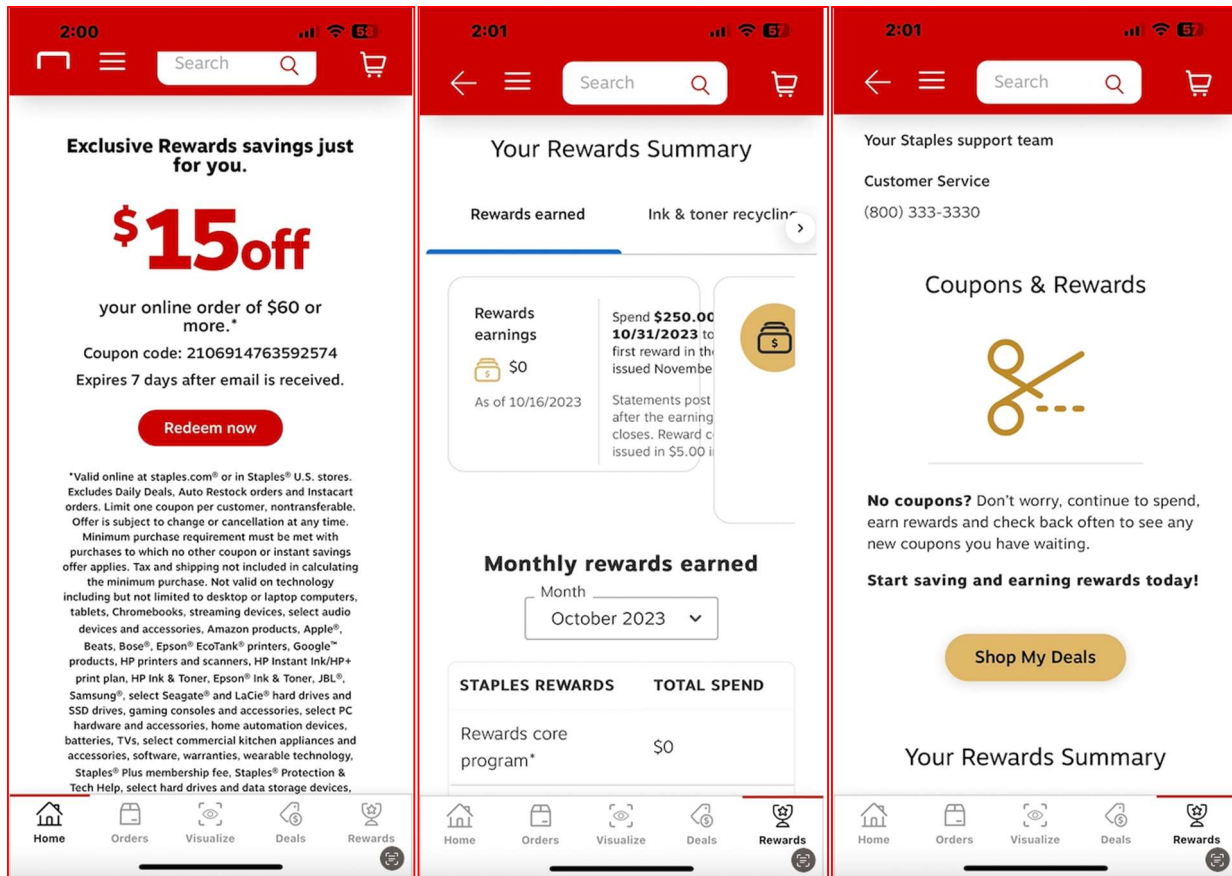 2:00
Search
Exclusive Rewards savings just
for you.
$15off
your online order of $60 or
more.*
Coupon code: 2106914763592574
Expires 7 days after email is received.
Redeem now
*Valid online at staples.com® or in Staples® U.S. stores.
Excludes Daily Deals, Auto Restock orders and Instacart
orders. Limit one coupon per customer, nontransferable.
Offer is subject to change or cancellation at any time.
Minimum purchase requirement must be met with
purchases to which no other coupon or instant savings
offer applies. Tax and shipping not included in calculating
the minimum purchase. Not valid on technology
including but not limited to desktop or laptop computers,
tablets, Chromebooks, streaming devices, select audio
devices and accessories, Amazon products, Apple®,
Beats, Bose®, Epson® EcoTank® printers, Google™
products, HP printers and scanners, HP Instant Ink/HP+
print plan, HP Ink & Toner, Epson® Ink & Toner, JBL®,
Samsung®, select Seagate® and LaCie® hard drives and
SSD drives, gaming consoles and accessories, select PC
hardware and accessories, home automation devices,
batteries, TVs, select commercial kitchen appliances and
accessories, software, warranties, wearable technology,
Staples® Plus membership fee, Staples® Protection &
Tech Help, select hard drives and data storage devices,
Home Orders Visualize Deals Rewards
2:01
57
Search
Your Rewards Summary
Rewards earned
Ink & toner recycling
Rewards
earnings
$0
As of 10/16/2023
Spend $250.00
10/31/2023 to
first reward in the
issued Novembe
Statements post
after the earning
closes. Reward c
issued in $5.00 i
Monthly rewards earned
Month
October 2023
STAPLES REWARDS TOTAL SPEND
Rewards core
program*
$0
Home Orders Visualize Deals Rewards
2:01
57
Search
Your Staples support team
Customer Service
(800) 333-3330
Coupons & Rewards
No coupons? Don't worry, continue to spend,
earn rewards and check back often to see any
new coupons you have waiting.
Start saving and earning rewards today!
Shop My Deals
Your Rewards Summary
Home Orders Visualize Deals Rewards